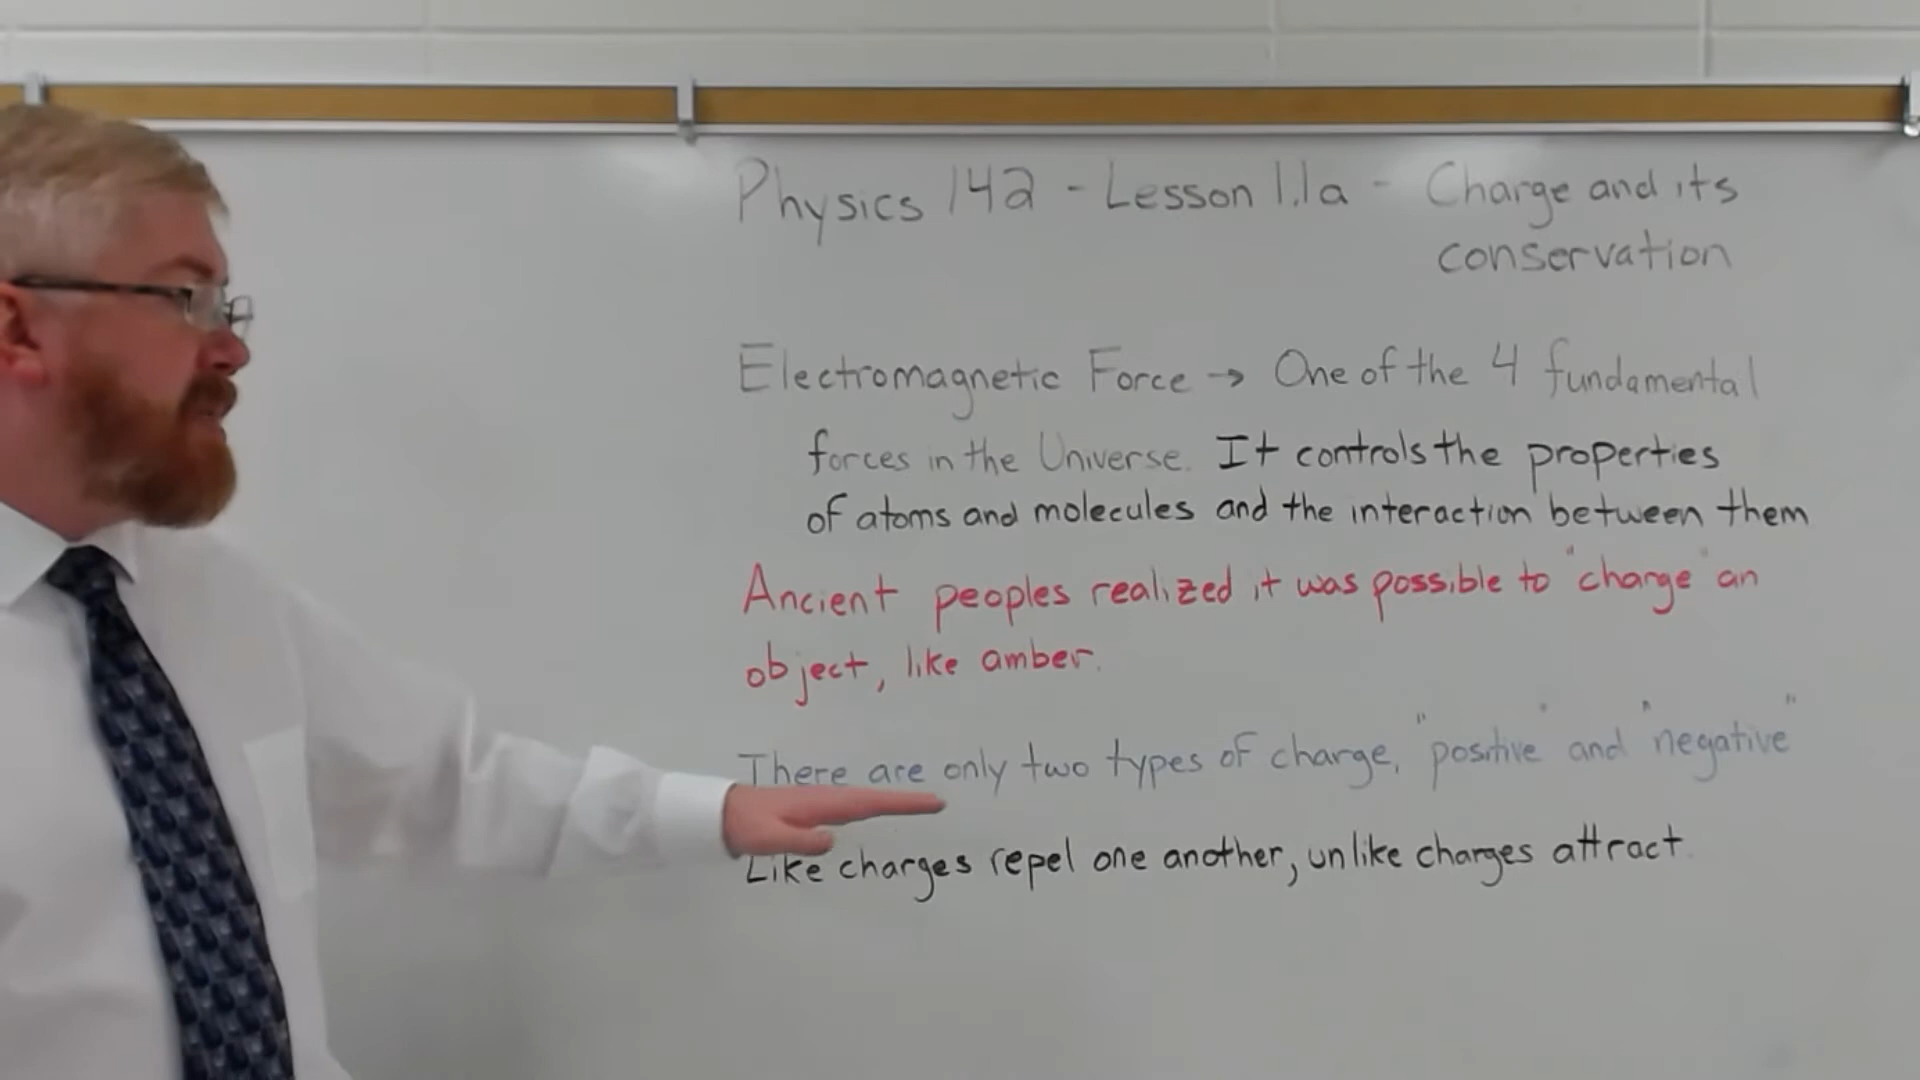 Physics 142 - Lesson 1.1a - Charge and its
conservation
Electromagnetic Force → One of the 4 fundamental
forces in the Universe. It controls the properties
of atoms and molecules and the interaction between them
Ancient peoples realized it was possible to "charge" an
object, like amber.
There are only two types of charge, "positive" and "negative"
Like charges repel one another, unlike charges attract.